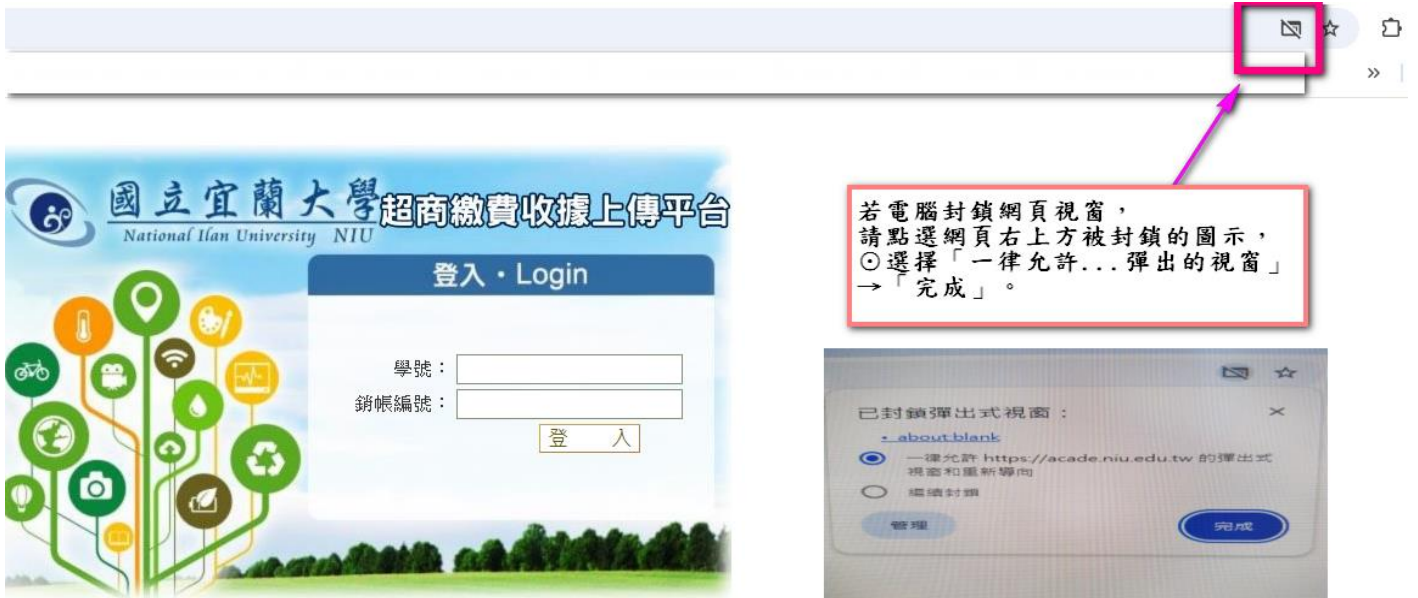 »
國立宜蘭大學
National Ilan University NIU
超商繳費收據上傳平台
登入・Login
學號：
銷帳編號：
登 入
若電腦封鎖網頁視窗，
請點選網頁右上方被封鎖的圖示，
⊙選擇「一律允許...彈出的視窗」
→「完成」。
已封鎖彈出式視窗：
• about:blank
一律允許 https://acade.niu.edu.tw 的彈出式
視窗和重新導向
繼續封鎖
管理
完成